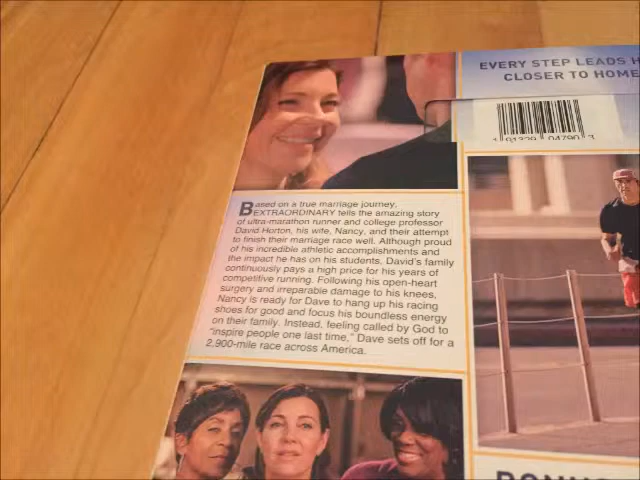 EVERY STEP LEADS
CLOSER TO HOME
Based on a true marriage journey,
EXTRAORDINARY tells the amazing story
of ultra-marathon runner and college professor
David Horton, his wife, Nancy, and their attempt
to finish their marriage race well. Although proud
of his incredible athletic accomplishments and
the impact he has on his students, David's family
continuously pays a high price for his years of
competitive running. Following his open-heart
surgery and irreparable damage to his knees,
Nancy is ready for Dave to hang up his racing
shoes for good and focus his boundless energy
on their family. Instead, feeling called by God to
"inspire people one last time," Dave sets off for a
2,900-mile race across America.